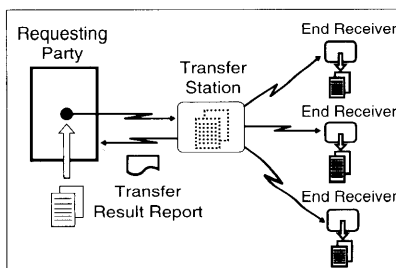 Requesting
Party
Transfer
Station
End Receiver
End Receiver
End Receiver
Transfer
Result Report